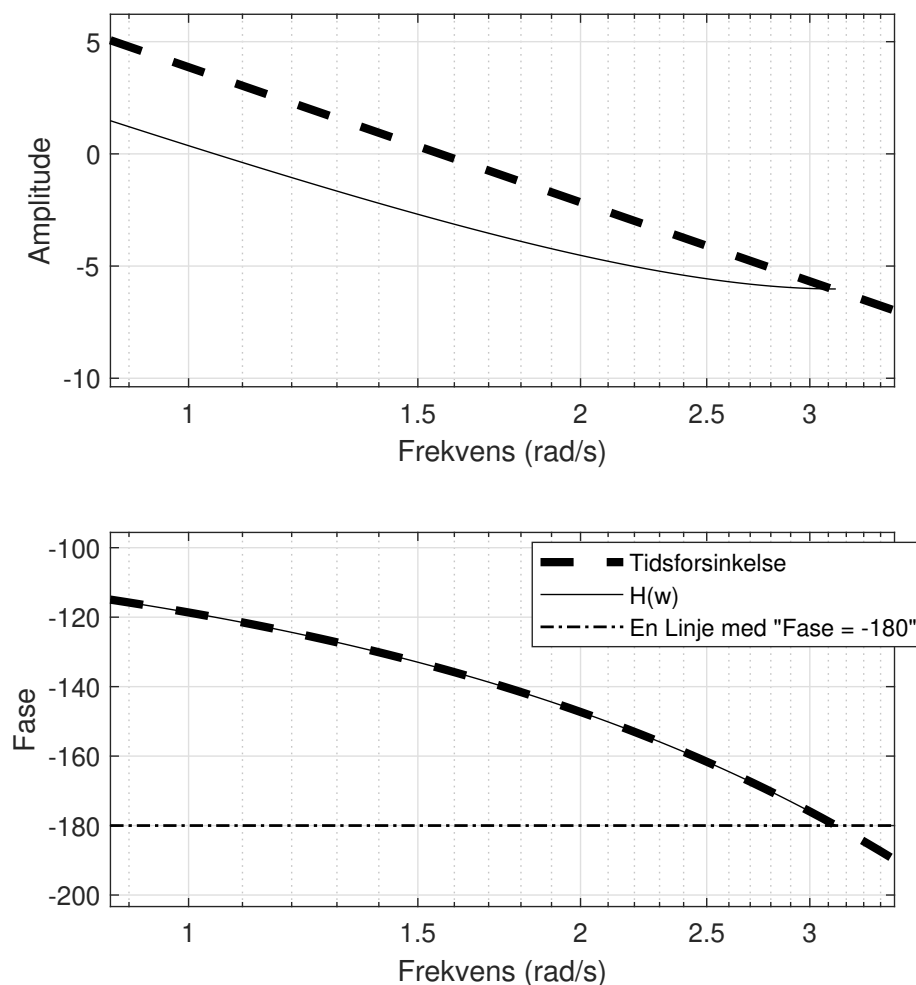 5
0
-5
-10
Amplitude
1
1.5
2
2.5
3
Frekvens (rad/s)
-100
-120
-140
-160
-180
-200
Fase
Tidsforsinkelse
H(w)
En Linje med "Fase = -180"
1
1.5
2
2.5
3
Frekvens (rad/s)